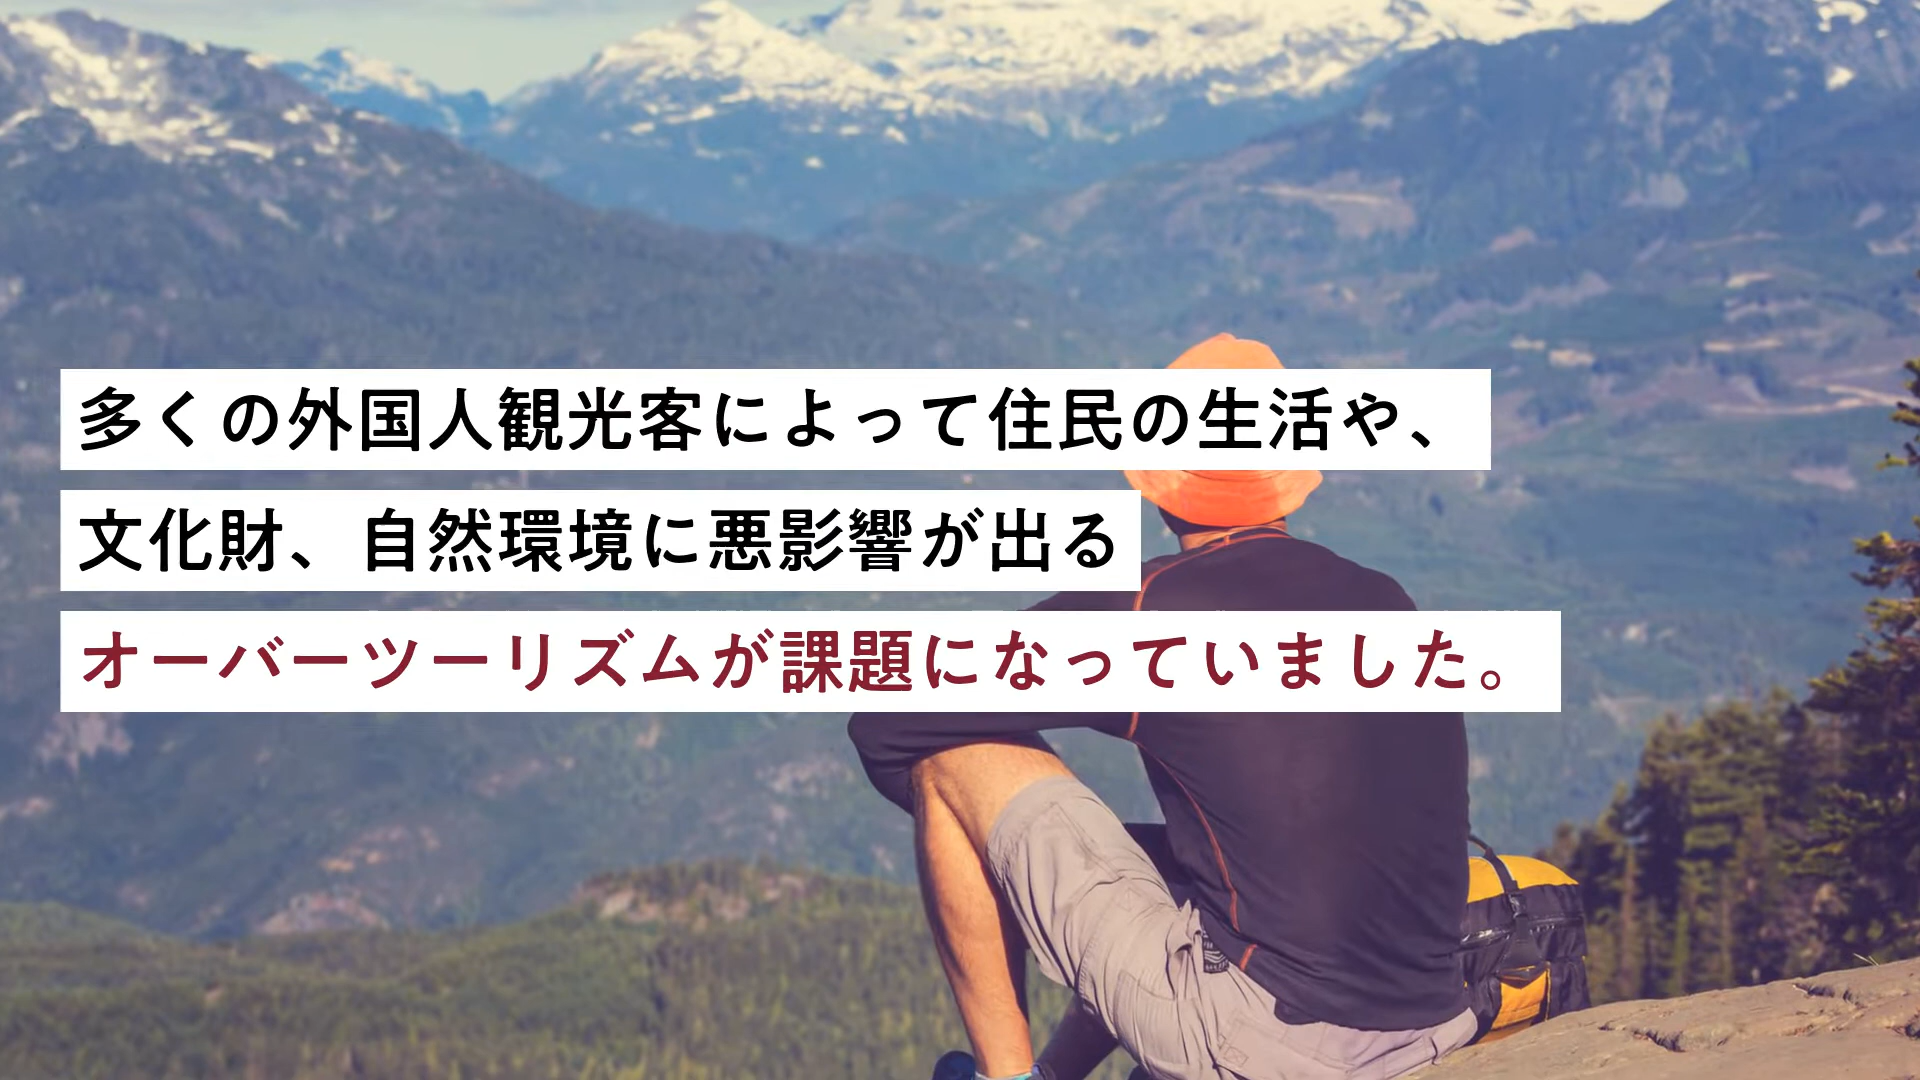 多くの外国人観光客によって住民の生活や、
文化財、自然環境に悪影響が出る
オーバーツーリズムが課題になっていました。